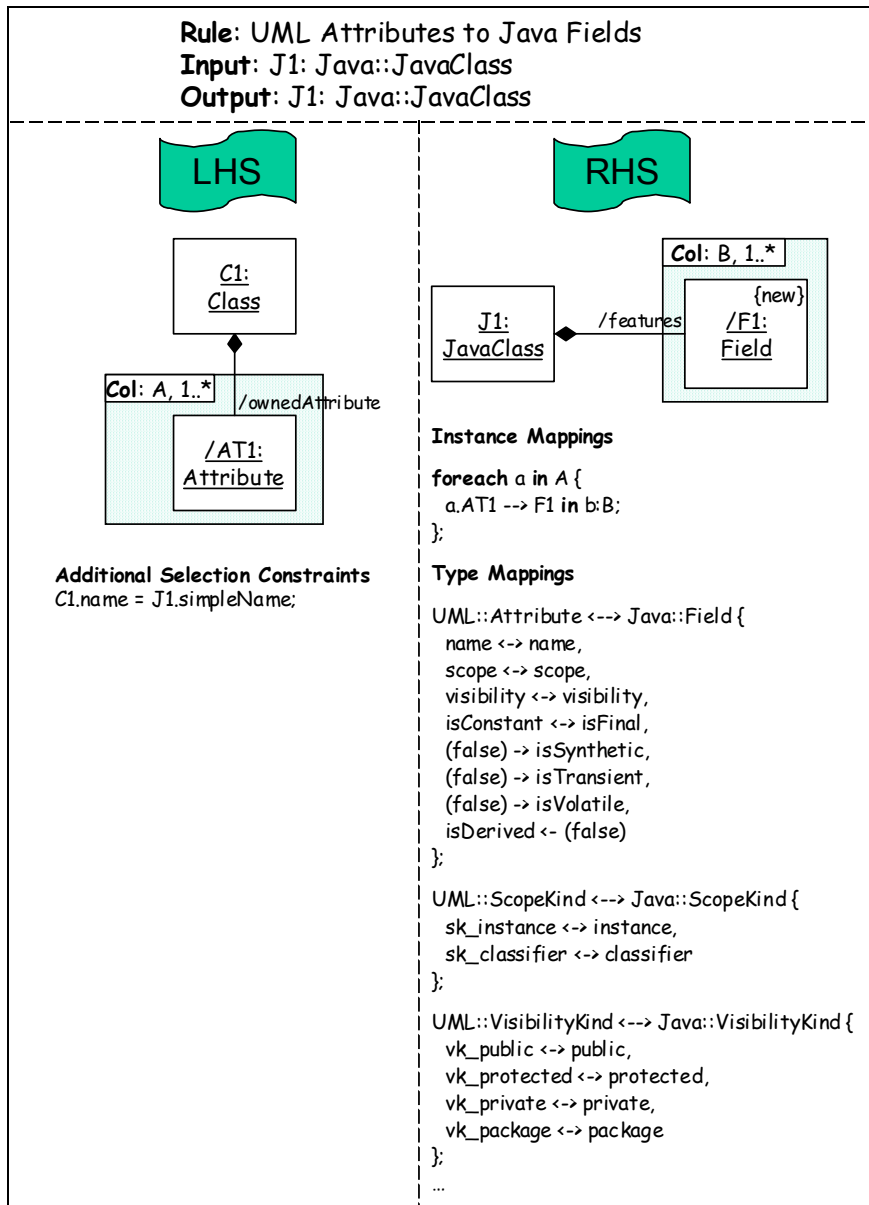 Rule: UML Attributes to Java Fields
Input: J1: Java::JavaClass
Output: J1: Java::JavaClass
LHS
C1:
Class
Col: A, 1..*
/ownedAttribute
/AT1:
Attribute
Additional Selection Constraints
C1.name = J1.simpleName;
RHS
Col: B, 1..*
{new}
J1:
JavaClass
/features
/F1:
Field
Instance Mappings
foreach a in A {
a.AT1 --> F1 in b:B;
};
Type Mappings
UML::Attribute <--> Java::Field {
name <-> name,
scope <-> scope,
visibility <-> visibility,
isConstant <-> isFinal,
(false) -> isSynthetic,
(false) -> isTransient,
(false) -> isVolatile,
isDerived <- (false)
};
UML::ScopeKind <--> Java::ScopeKind {
sk_instance <-> instance,
sk_classifier <-> classifier
};
UML::VisibilityKind <--> Java::VisibilityKind {
vk_public <-> public,
vk_protected <-> protected,
vk_private <-> private,
vk_package <-> package
};
...